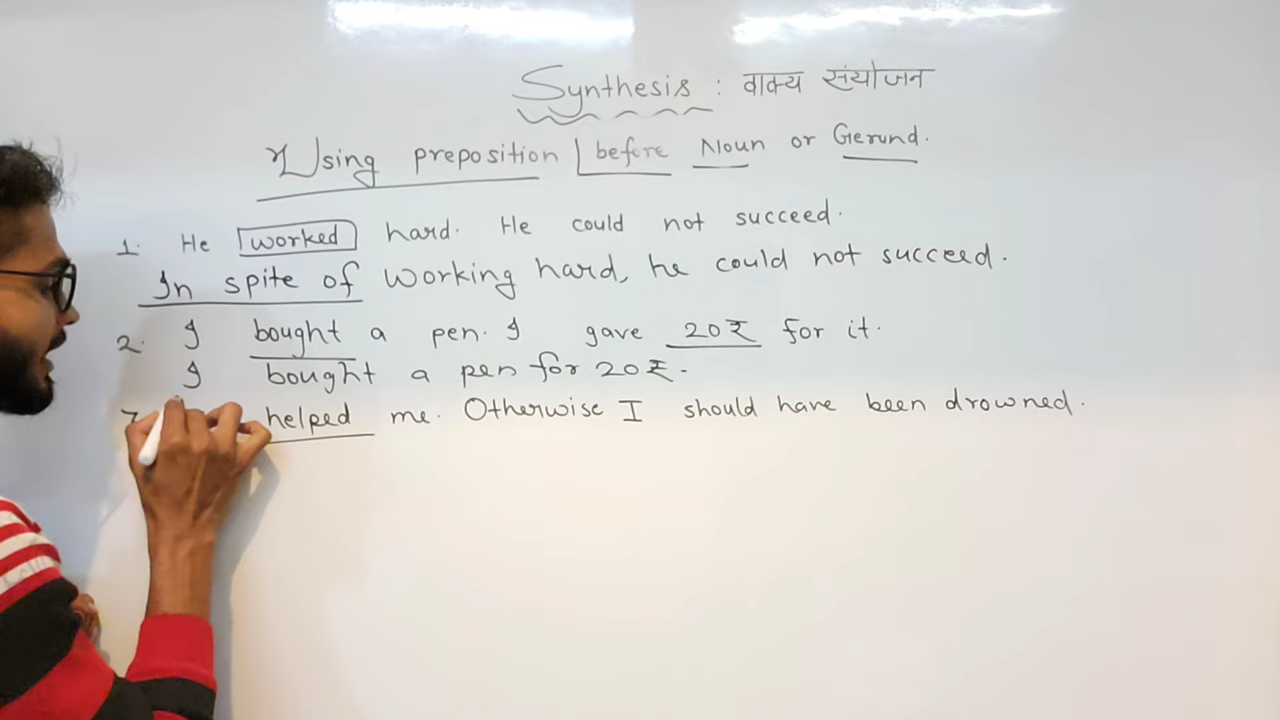 Synthesis : वाक्य संयोजन
Using preposition before Noun or Gerund.
1. He worked hard. He could not succeed.
In spite of working hard, he could not succeed.
2. I bought a pen. I gave 20₹ for it.
I bought a pen for 20₹.
helped me. Otherwise I should have been drowned.